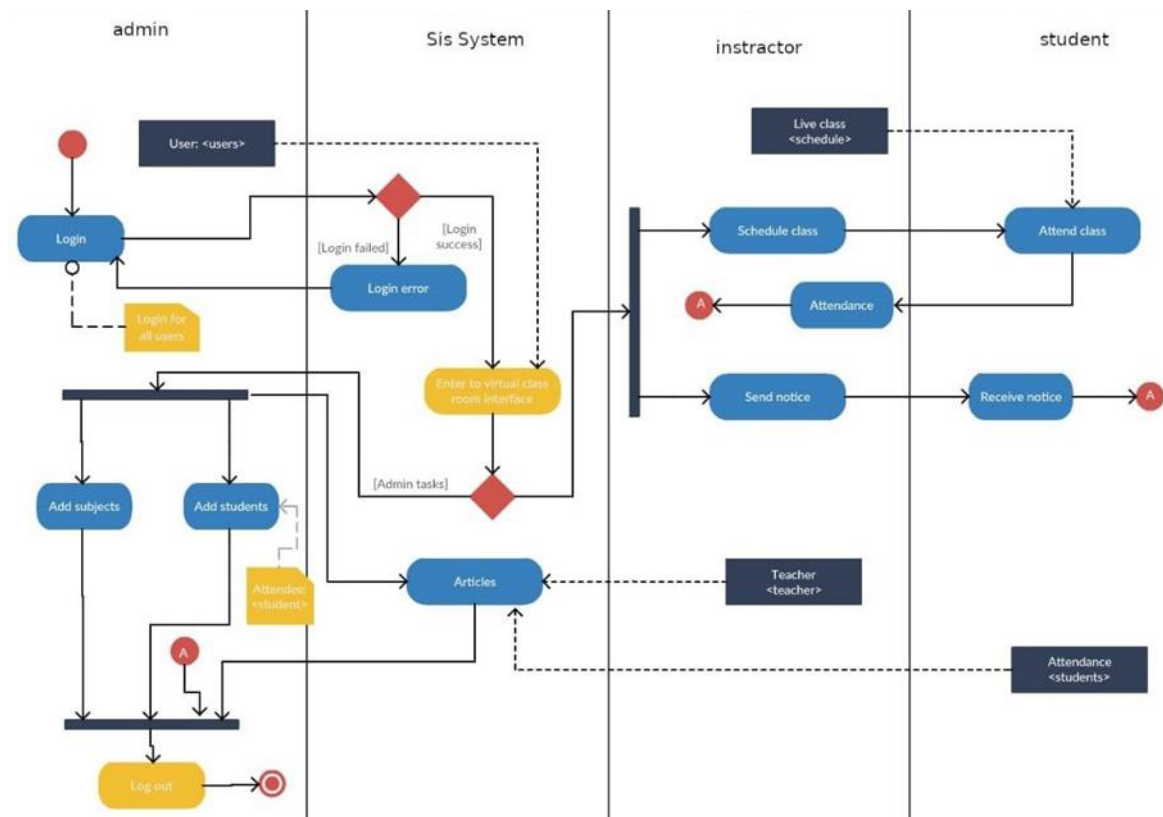 admin
Sis System
instractor
student
User: <users>
Live class
<schedule>
Login
[Login failed]
[Login
success]
Schedule class
Attend class
Login error
A
Attendance
Login for
all users
Enter to virtual class
room interface
Send notice
Receive notice
A
[Admin tasks]
Add subjects
Add students
Articles
Teacher
<teacher>
Attendee:
<student>
A
Attendance
<students>
Log out